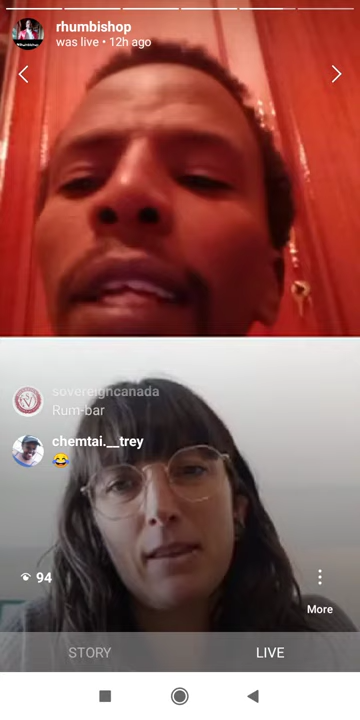 rhumbishop
was live • 12h ago
sovereigncanada
Rum-bar
chemtai.__trey
😂
94
More
STORY
LIVE